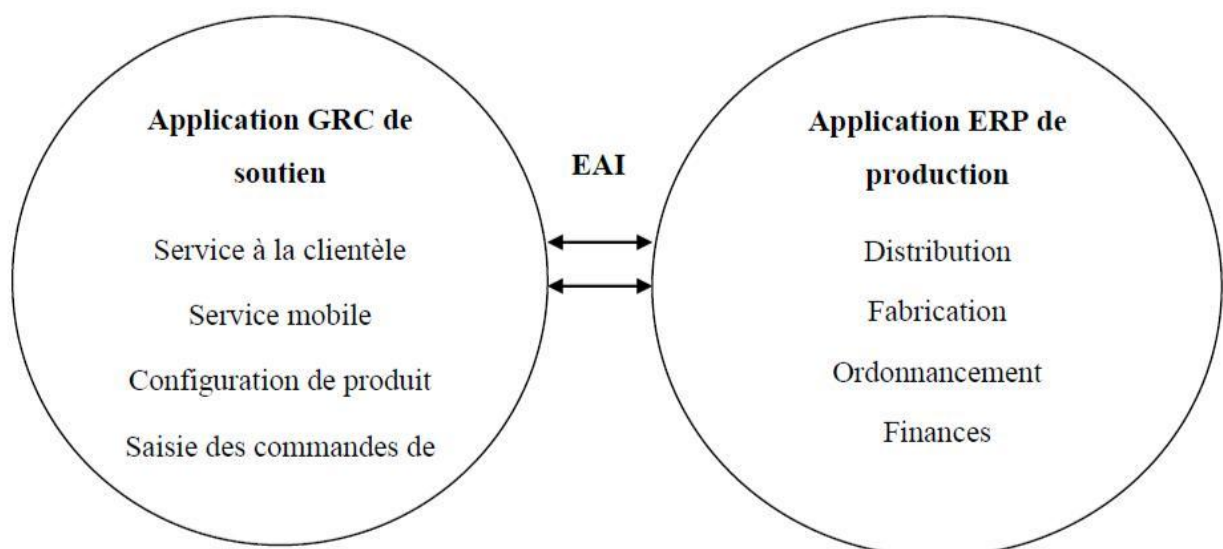 Application GRC de
soutien
Service à la clientèle
Service mobile
Configuration de produit
Saisie des commandes de
EAI
Application ERP de
production
Distribution
Fabrication
Ordonnancement
Finances